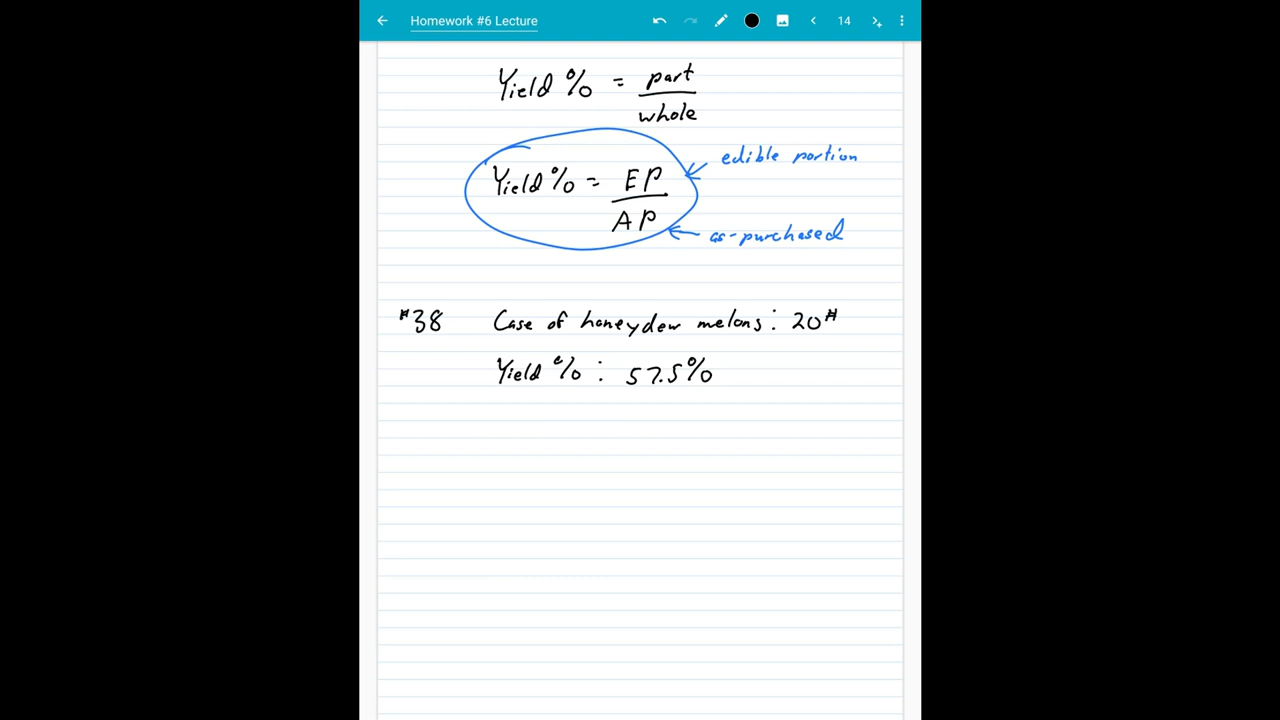 Homework #6 Lecture
14
Yield % = part
whole
Yield % = EP
AP
edible portion
as-purchased
#38 Case of honeydew melons: 20#
Yield % : 57.5%